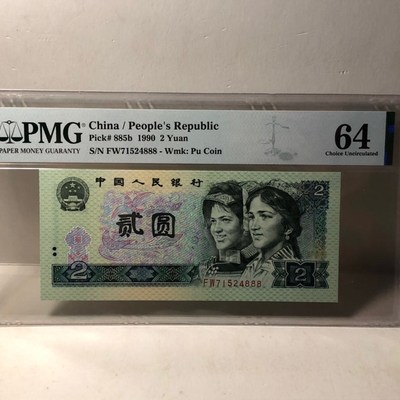 PMG
PAPER MONEY GUARANTY
China / People's Republic
Pick# 885b 1990 2 Yuan
S/N FW71524888 - Wmk: Pu Coin
64
Choice Uncirculated
中国人民银行
2
贰圆
2
2
FW71524888